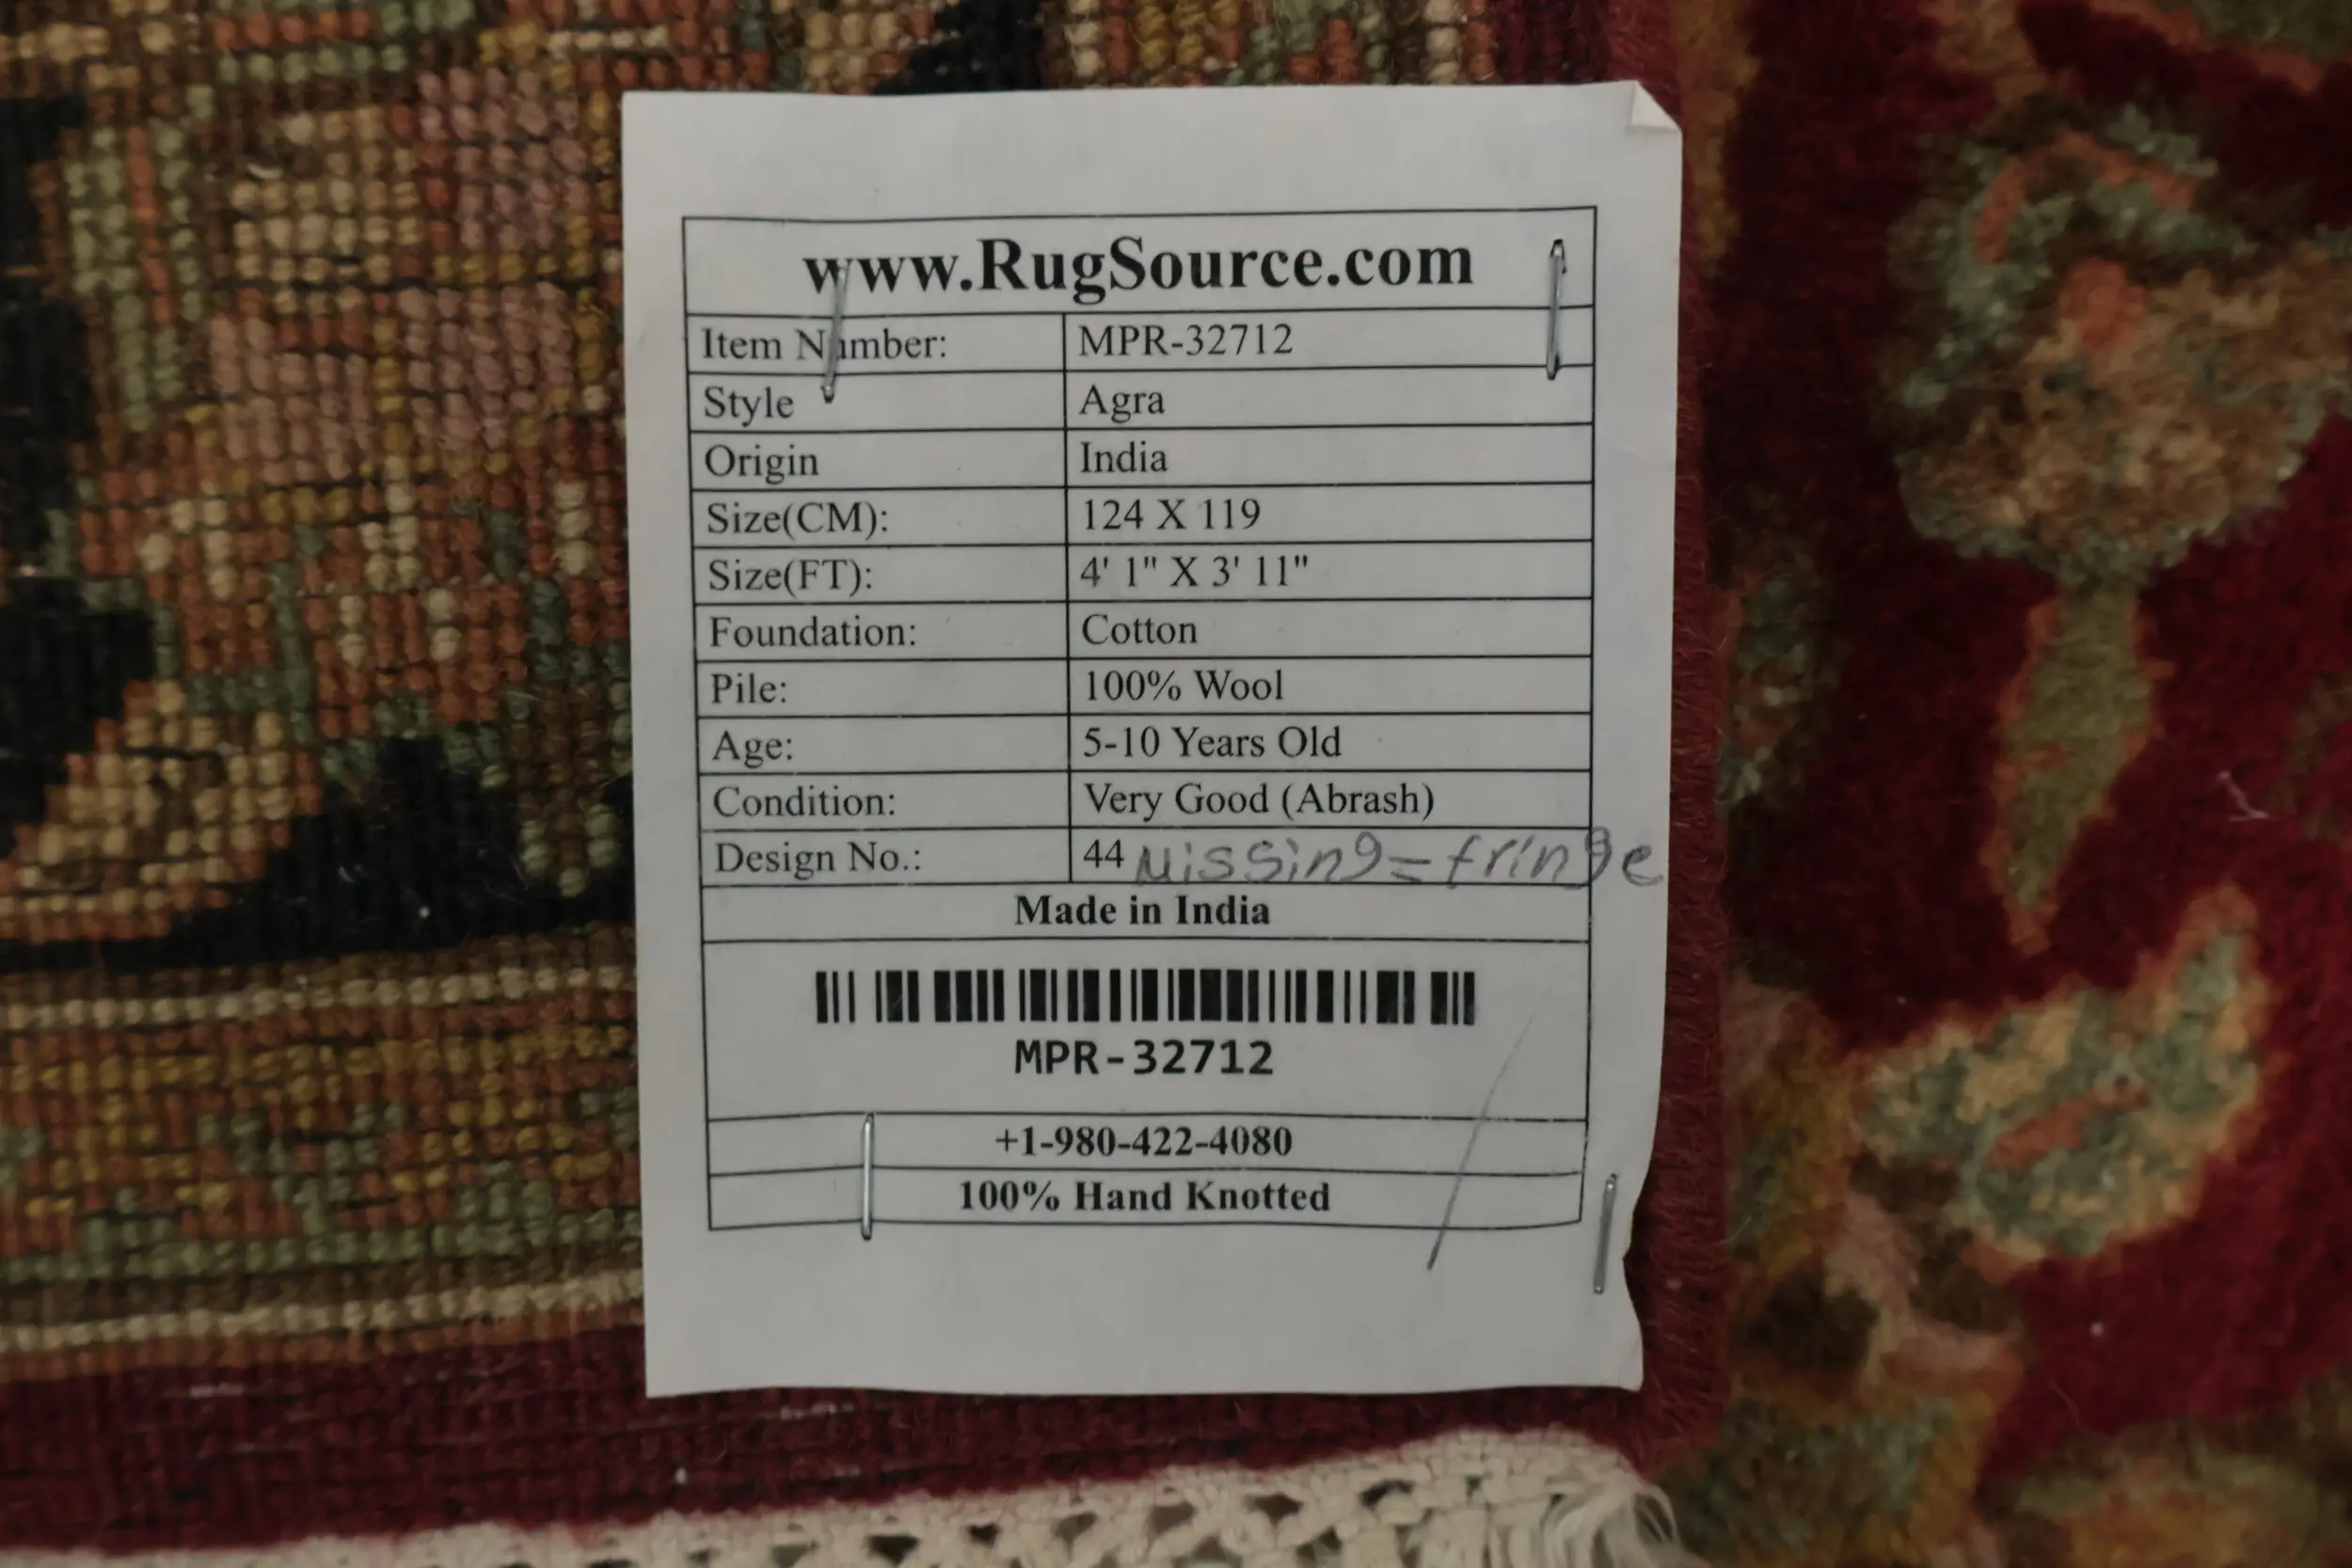 www.RugSource.com
Item Number: MPR-32712
Style Agra
Origin India
Size(CM): 124 X 119
Size(FT): 4' 1" X 3' 11"
Foundation: Cotton
Pile: 100% Wool
Age: 5-10 Years Old
Condition: Very Good (Abrash)
Design No.: 44 Missing = fringe
Made in India
MPR-32712
+1-980-422-4080
100% Hand Knotted